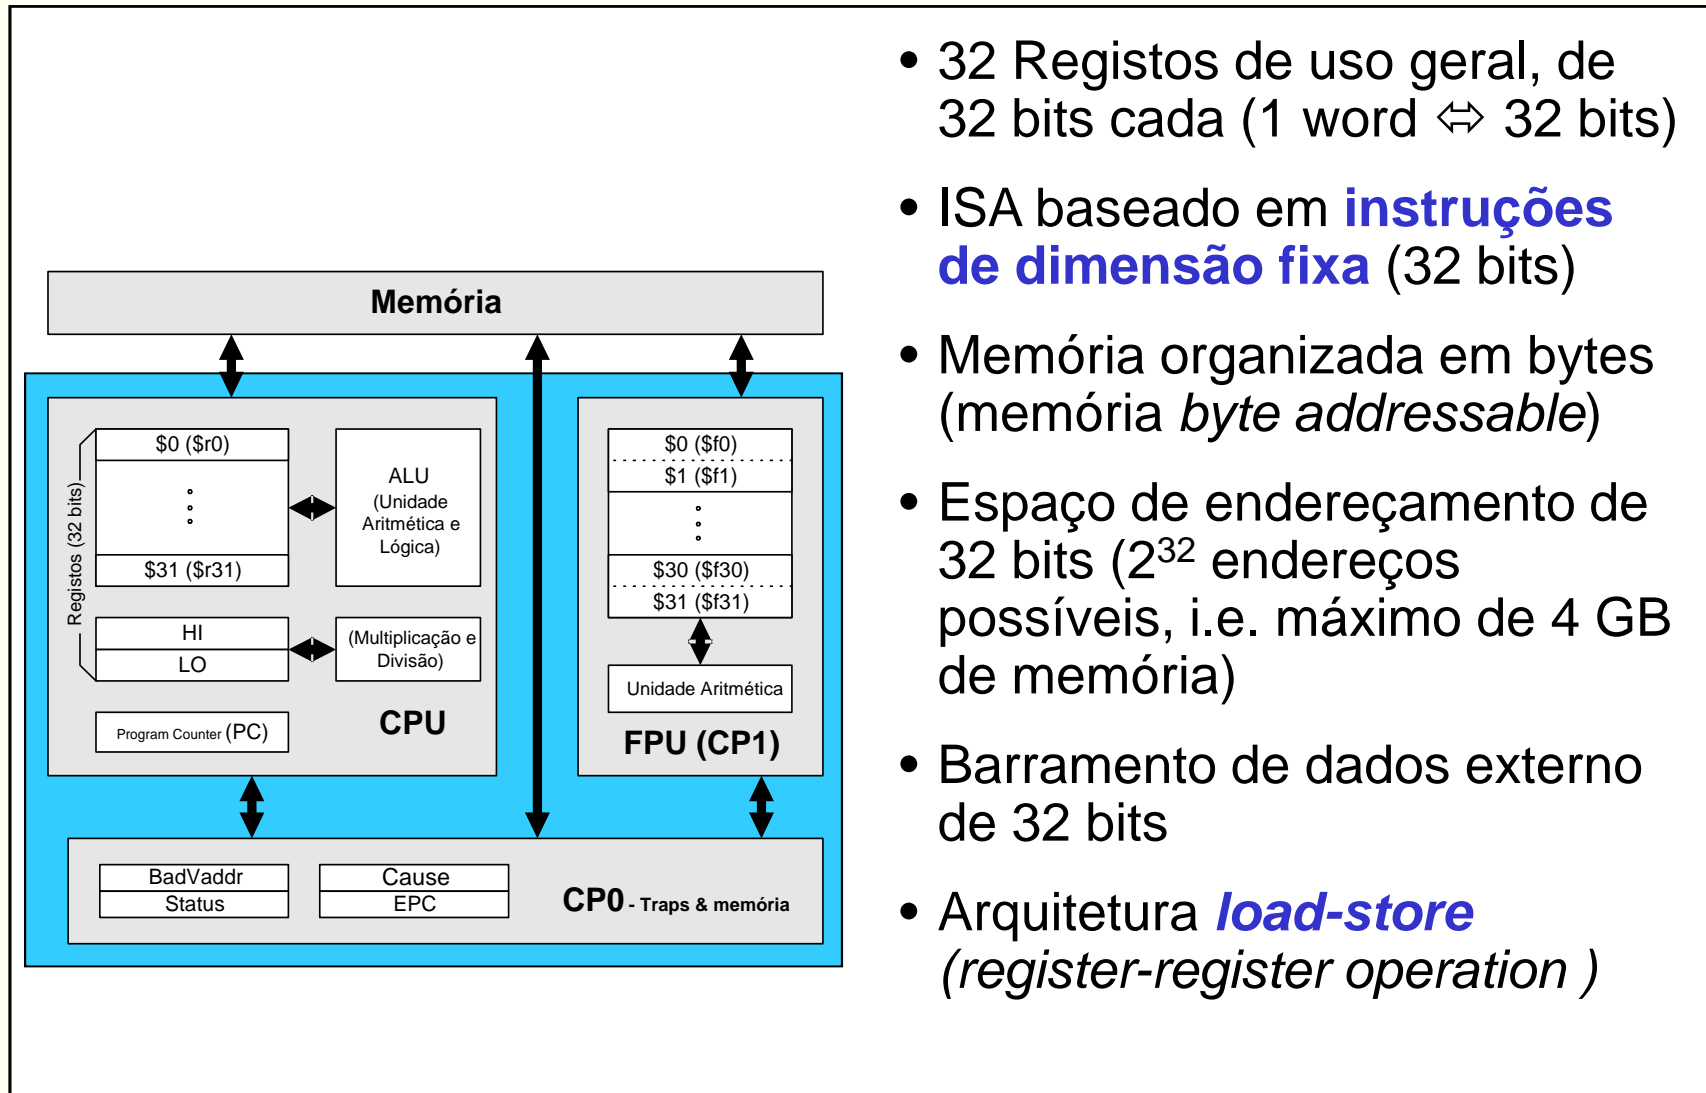 Memória
Registos (32 bits)
$0 ($r0)
$31 ($r31)
HI
LO
Program Counter (PC)
ALU
(Unidade
Aritmética e
Lógica)
(Multiplicação e
Divisão)
CPU
$0 ($f0)
$1 ($f1)
$30 ($f30)
$31 ($f31)
Unidade Aritmética
FPU (CP1)
BadVaddr
Status
Cause
EPC
CP0 - Traps & memória
• 32 Registos de uso geral, de
32 bits cada (1 word ⇔ 32 bits)
• ISA baseado em instruções
de dimensão fixa (32 bits)
• Memória organizada em bytes
(memória byte addressable)
• Espaço de endereçamento de
32 bits (2³² endereços
possíveis, i.e. máximo de 4 GB
de memória)
• Barramento de dados externo
de 32 bits
• Arquitetura load-store
(register-register operation )